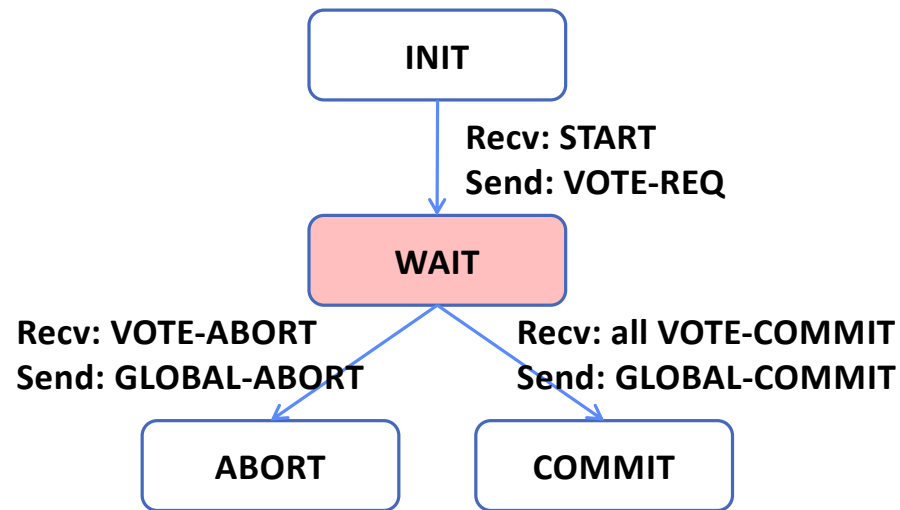 INIT
Recv: START
Send: VOTE-REQ
WAIT
Recv: VOTE-ABORT
Send: GLOBAL-ABORT
Recv: all VOTE-COMMIT
Send: GLOBAL-COMMIT
ABORT
COMMIT